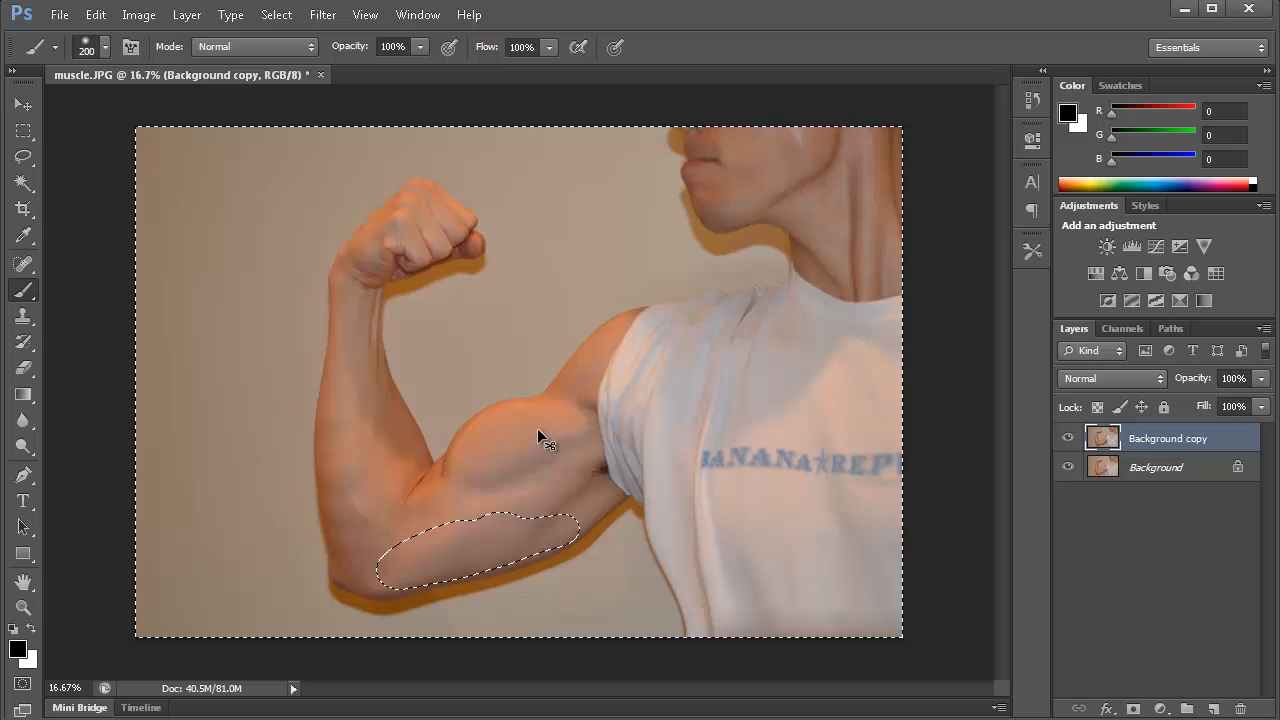 Ps File Edit Image Layer Type Select Filter View Window Help
200 Mode: Normal Opacity: 100% Flow: 100% Essentials
muscle.JPG @ 16.7% (Background copy, RGB/8) *
Color Swatches
R 0
G 0
B 0
Adjustments Styles
Add an adjustment
Layers Channels Paths
Kind
Normal Opacity: 100%
Lock: Fill: 100%
Background copy
Background
BANANA★REPU
16.67% Doc: 40.5M/81.0M
Mini Bridge Timeline